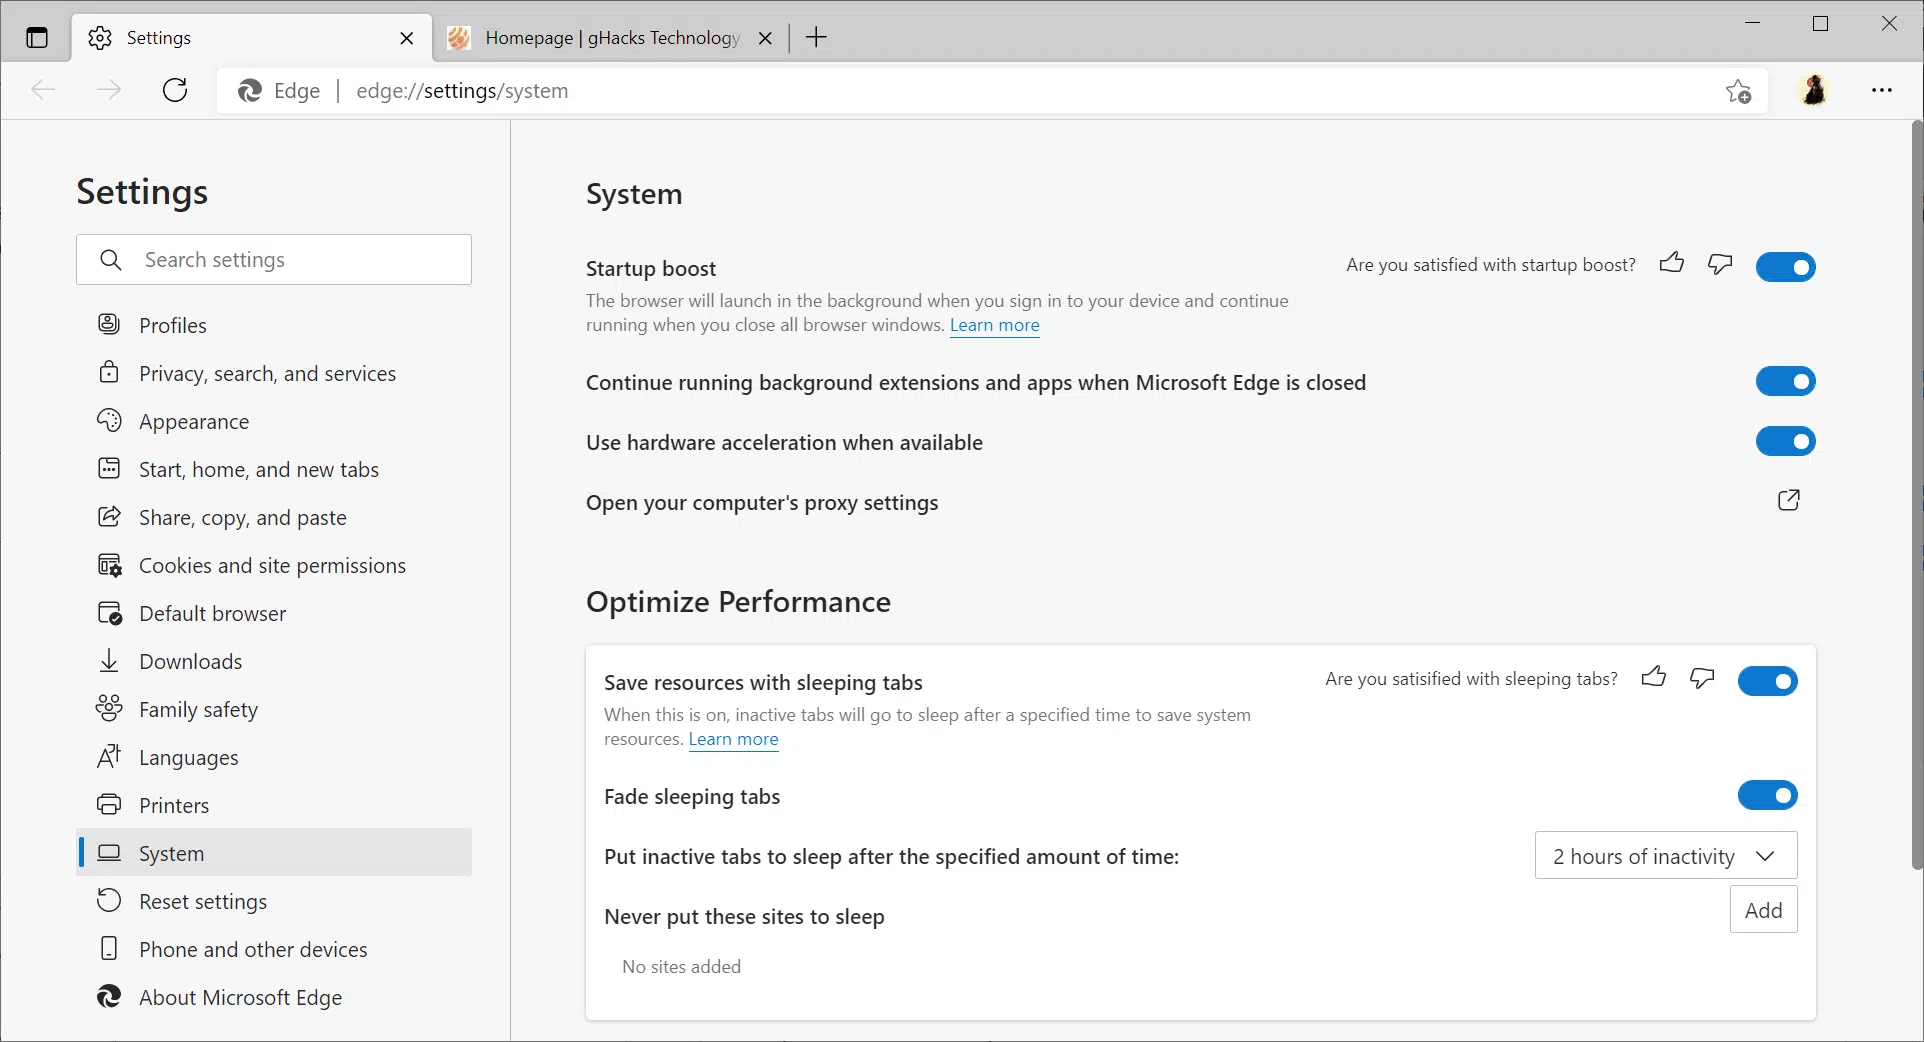 Settings
Homepage | gHacks Technology
Edge | edge://settings/system
Settings
Search settings
Profiles
Privacy, search, and services
Appearance
Start, home, and new tabs
Share, copy, and paste
Cookies and site permissions
Default browser
Downloads
Family safety
Languages
Printers
System
Reset settings
Phone and other devices
About Microsoft Edge
System
Startup boost
Are you satisfied with startup boost?
The browser will launch in the background when you sign in to your device and continue
running when you close all browser windows. Learn more
Continue running background extensions and apps when Microsoft Edge is closed
Use hardware acceleration when available
Open your computer's proxy settings
Optimize Performance
Save resources with sleeping tabs
Are you satisified with sleeping tabs?
When this is on, inactive tabs will go to sleep after a specified time to save system
resources. Learn more
Fade sleeping tabs
Put inactive tabs to sleep after the specified amount of time:
2 hours of inactivity
Never put these sites to sleep
Add
No sites added